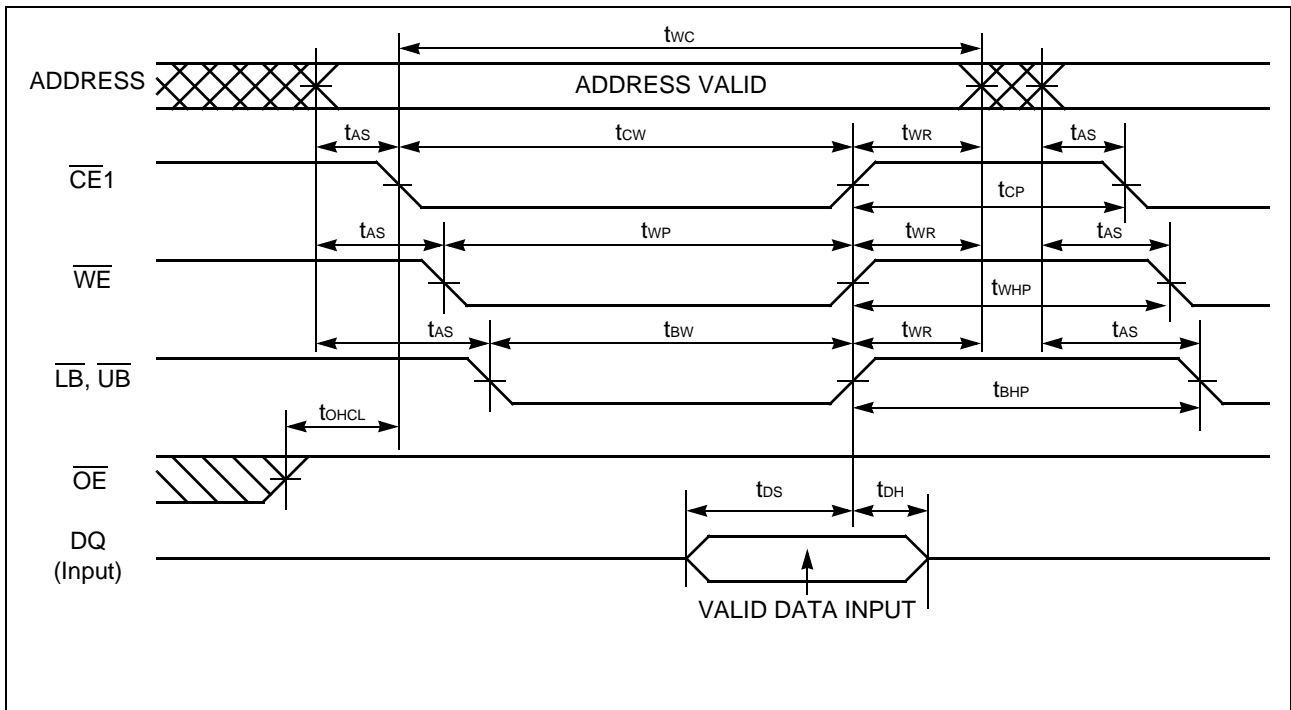 tWC
ADDRESS
ADDRESS VALID
tAS
tCW
tWR
tAS
CE1
tCP
tAS
tWP
tWR
tAS
WE
tWHP
tAS
tBW
tWR
tAS
LB, UB
tBHP
tOHCL
OE
tDS
tDH
DQ
(Input)
VALID DATA INPUT